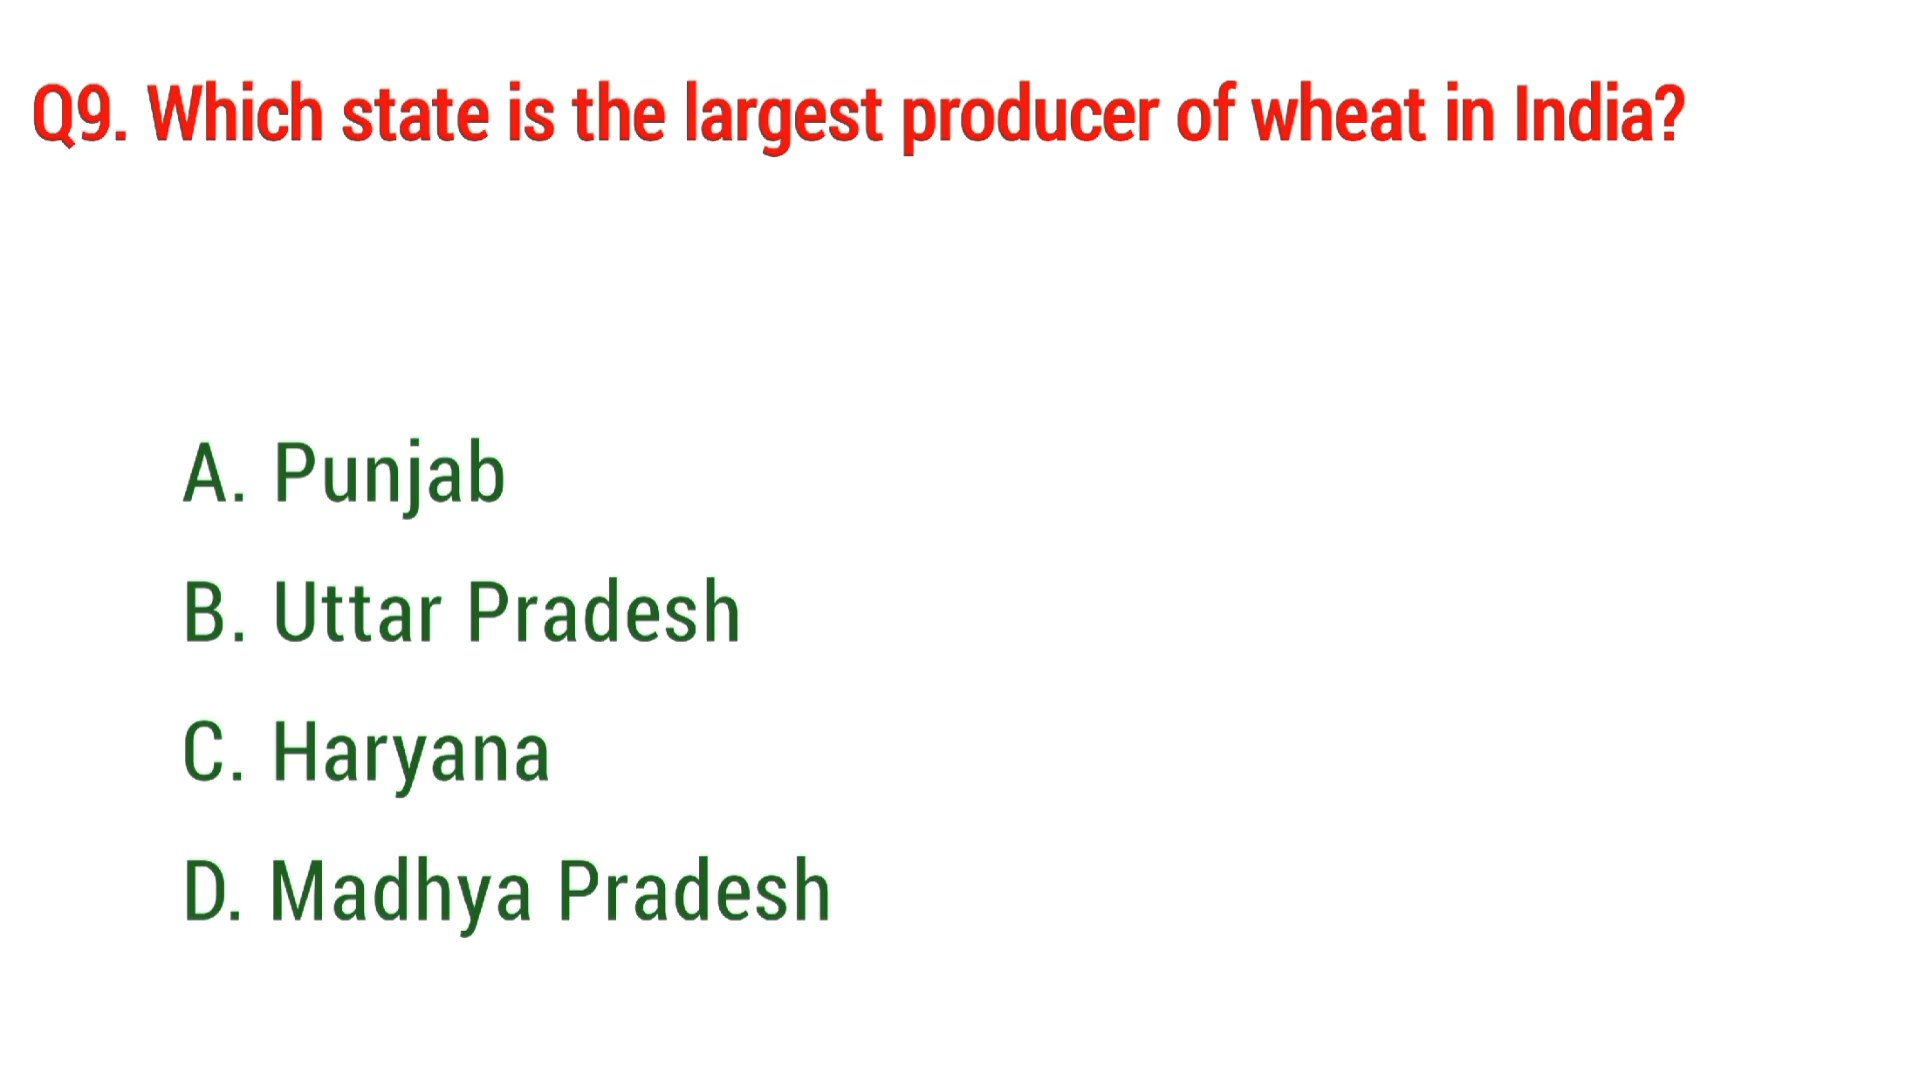 Q9. Which state is the largest producer of wheat in India?
A. Punjab
B. Uttar Pradesh
C. Haryana
D. Madhya Pradesh